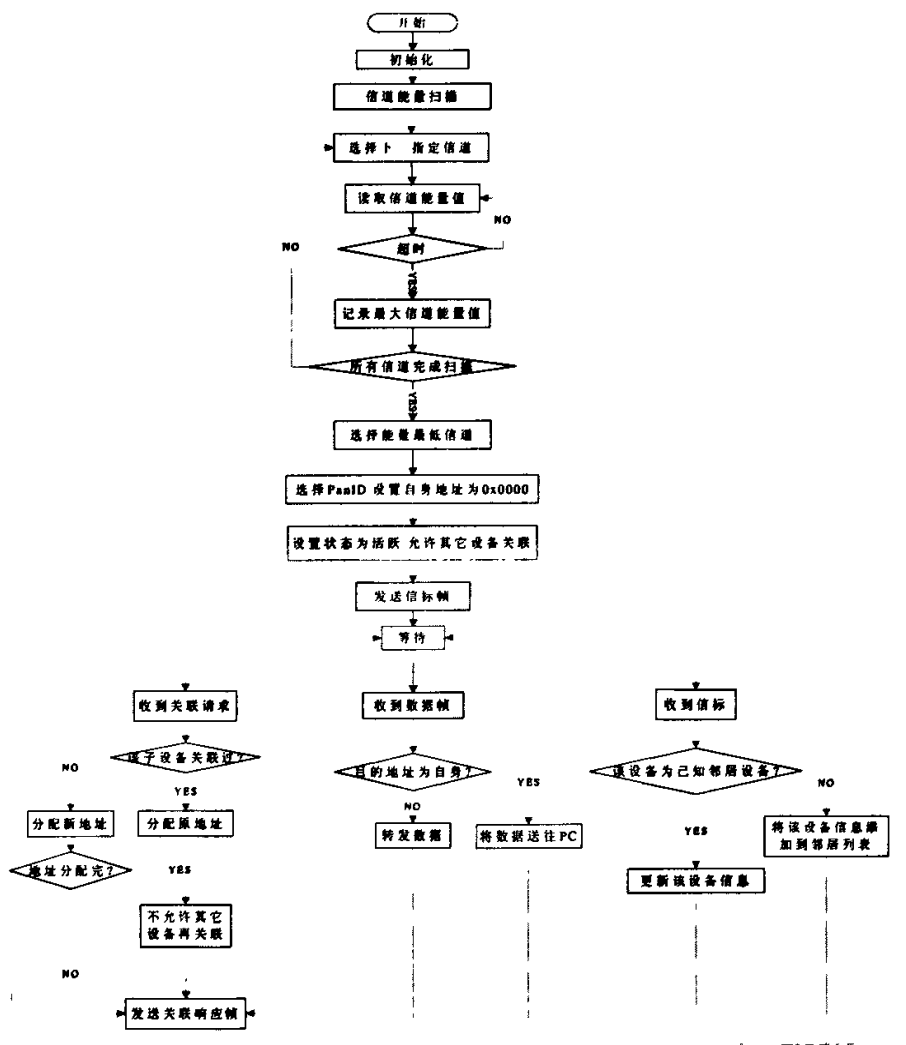 开始
初始化
信道能量扫描
选择下 指定信道
读取信道能量值
NO
NO
超时
YES
记录最大信道能量值
所有信道完成扫描
YES
选择能量最低信道
选择PanID 设置自身地址为0x0000
设置状态为活跃 允许其它设备关联
发送信标帧
等待
收到关联请求
收到数据帧
收到信标
该子设备关联过?
目的地址为自身?
该设备为已知邻居设备?
NO
YES
NO
YES
NO
YES
分配新地址
分配原地址
转发数据
将数据送往PC
将该设备信息添
加到邻居列表
地址分配完?
YES
更新该设备信息
不允许其它
设备再关联
NO
发送关联响应帧